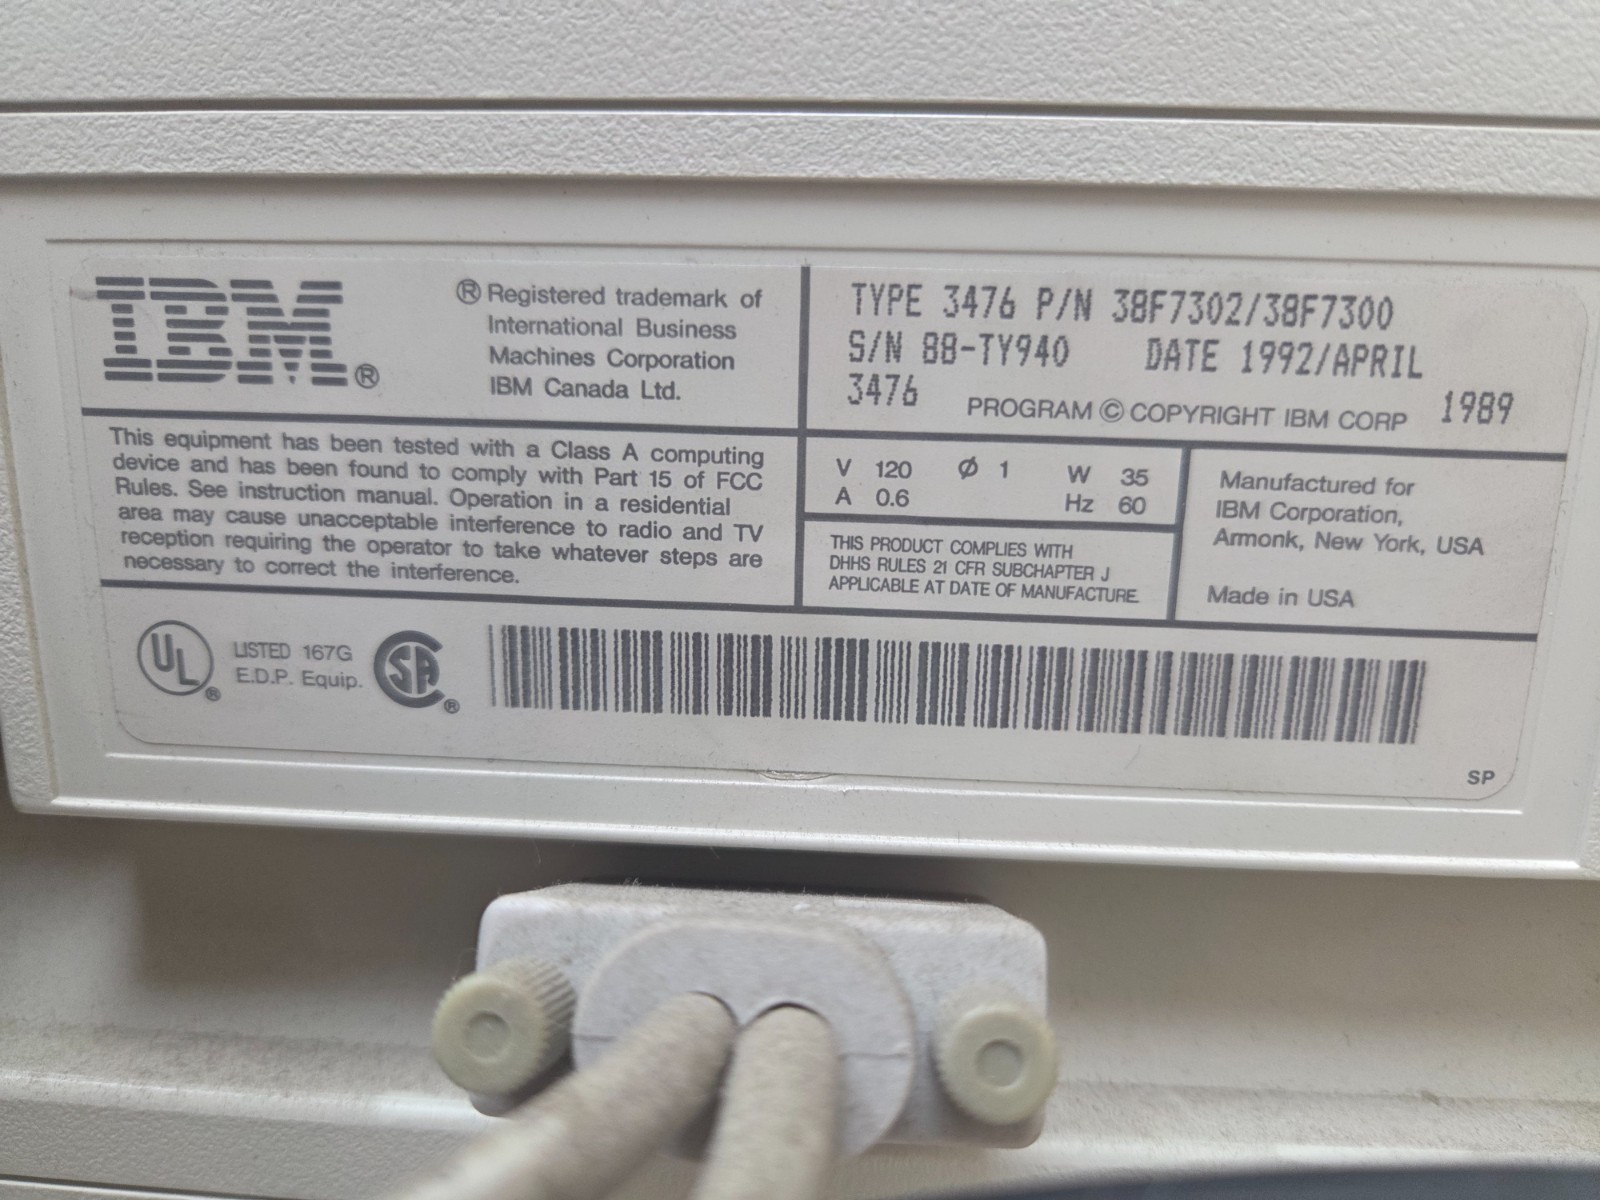 IBM®
® Registered trademark of
International Business
Machines Corporation
IBM Canada Ltd.
TYPE 3476 P/N 38F7302/38F7300
S/N 88-TY940 DATE 1992/APRIL
3476 PROGRAM © COPYRIGHT IBM CORP 1989
This equipment has been tested with a Class A computing
device and has been found to comply with Part 15 of FCC
Rules. See instruction manual. Operation in a residential
area may cause unacceptable interference to radio and TV
reception requiring the operator to take whatever steps are
necessary to correct the interference.
V 120 Ø 1 W 35
A 0.6 Hz 60
THIS PRODUCT COMPLIES WITH
DHHS RULES 21 CFR SUBCHAPTER J
APPLICABLE AT DATE OF MANUFACTURE.
Manufactured for
IBM Corporation,
Armonk, New York, USA
Made in USA
UL®
LISTED 167G
E.D.P. Equip.
CSA®
SP